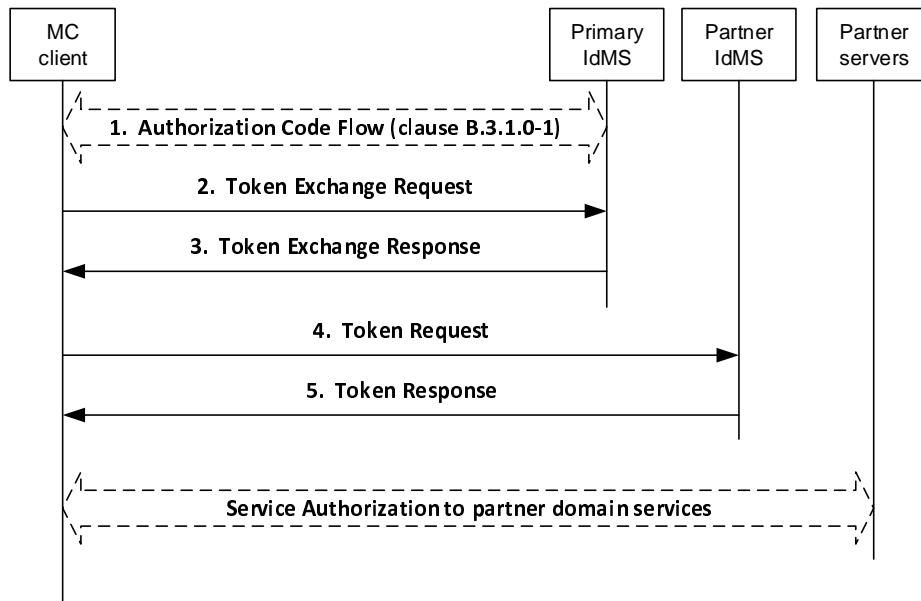 MC
client
Primary
IdMS
Partner
IdMS
Partner
servers
1. Authorization Code Flow (clause B.3.1.0-1)
2. Token Exchange Request
3. Token Exchange Response
4. Token Request
5. Token Response
Service Authorization to partner domain services